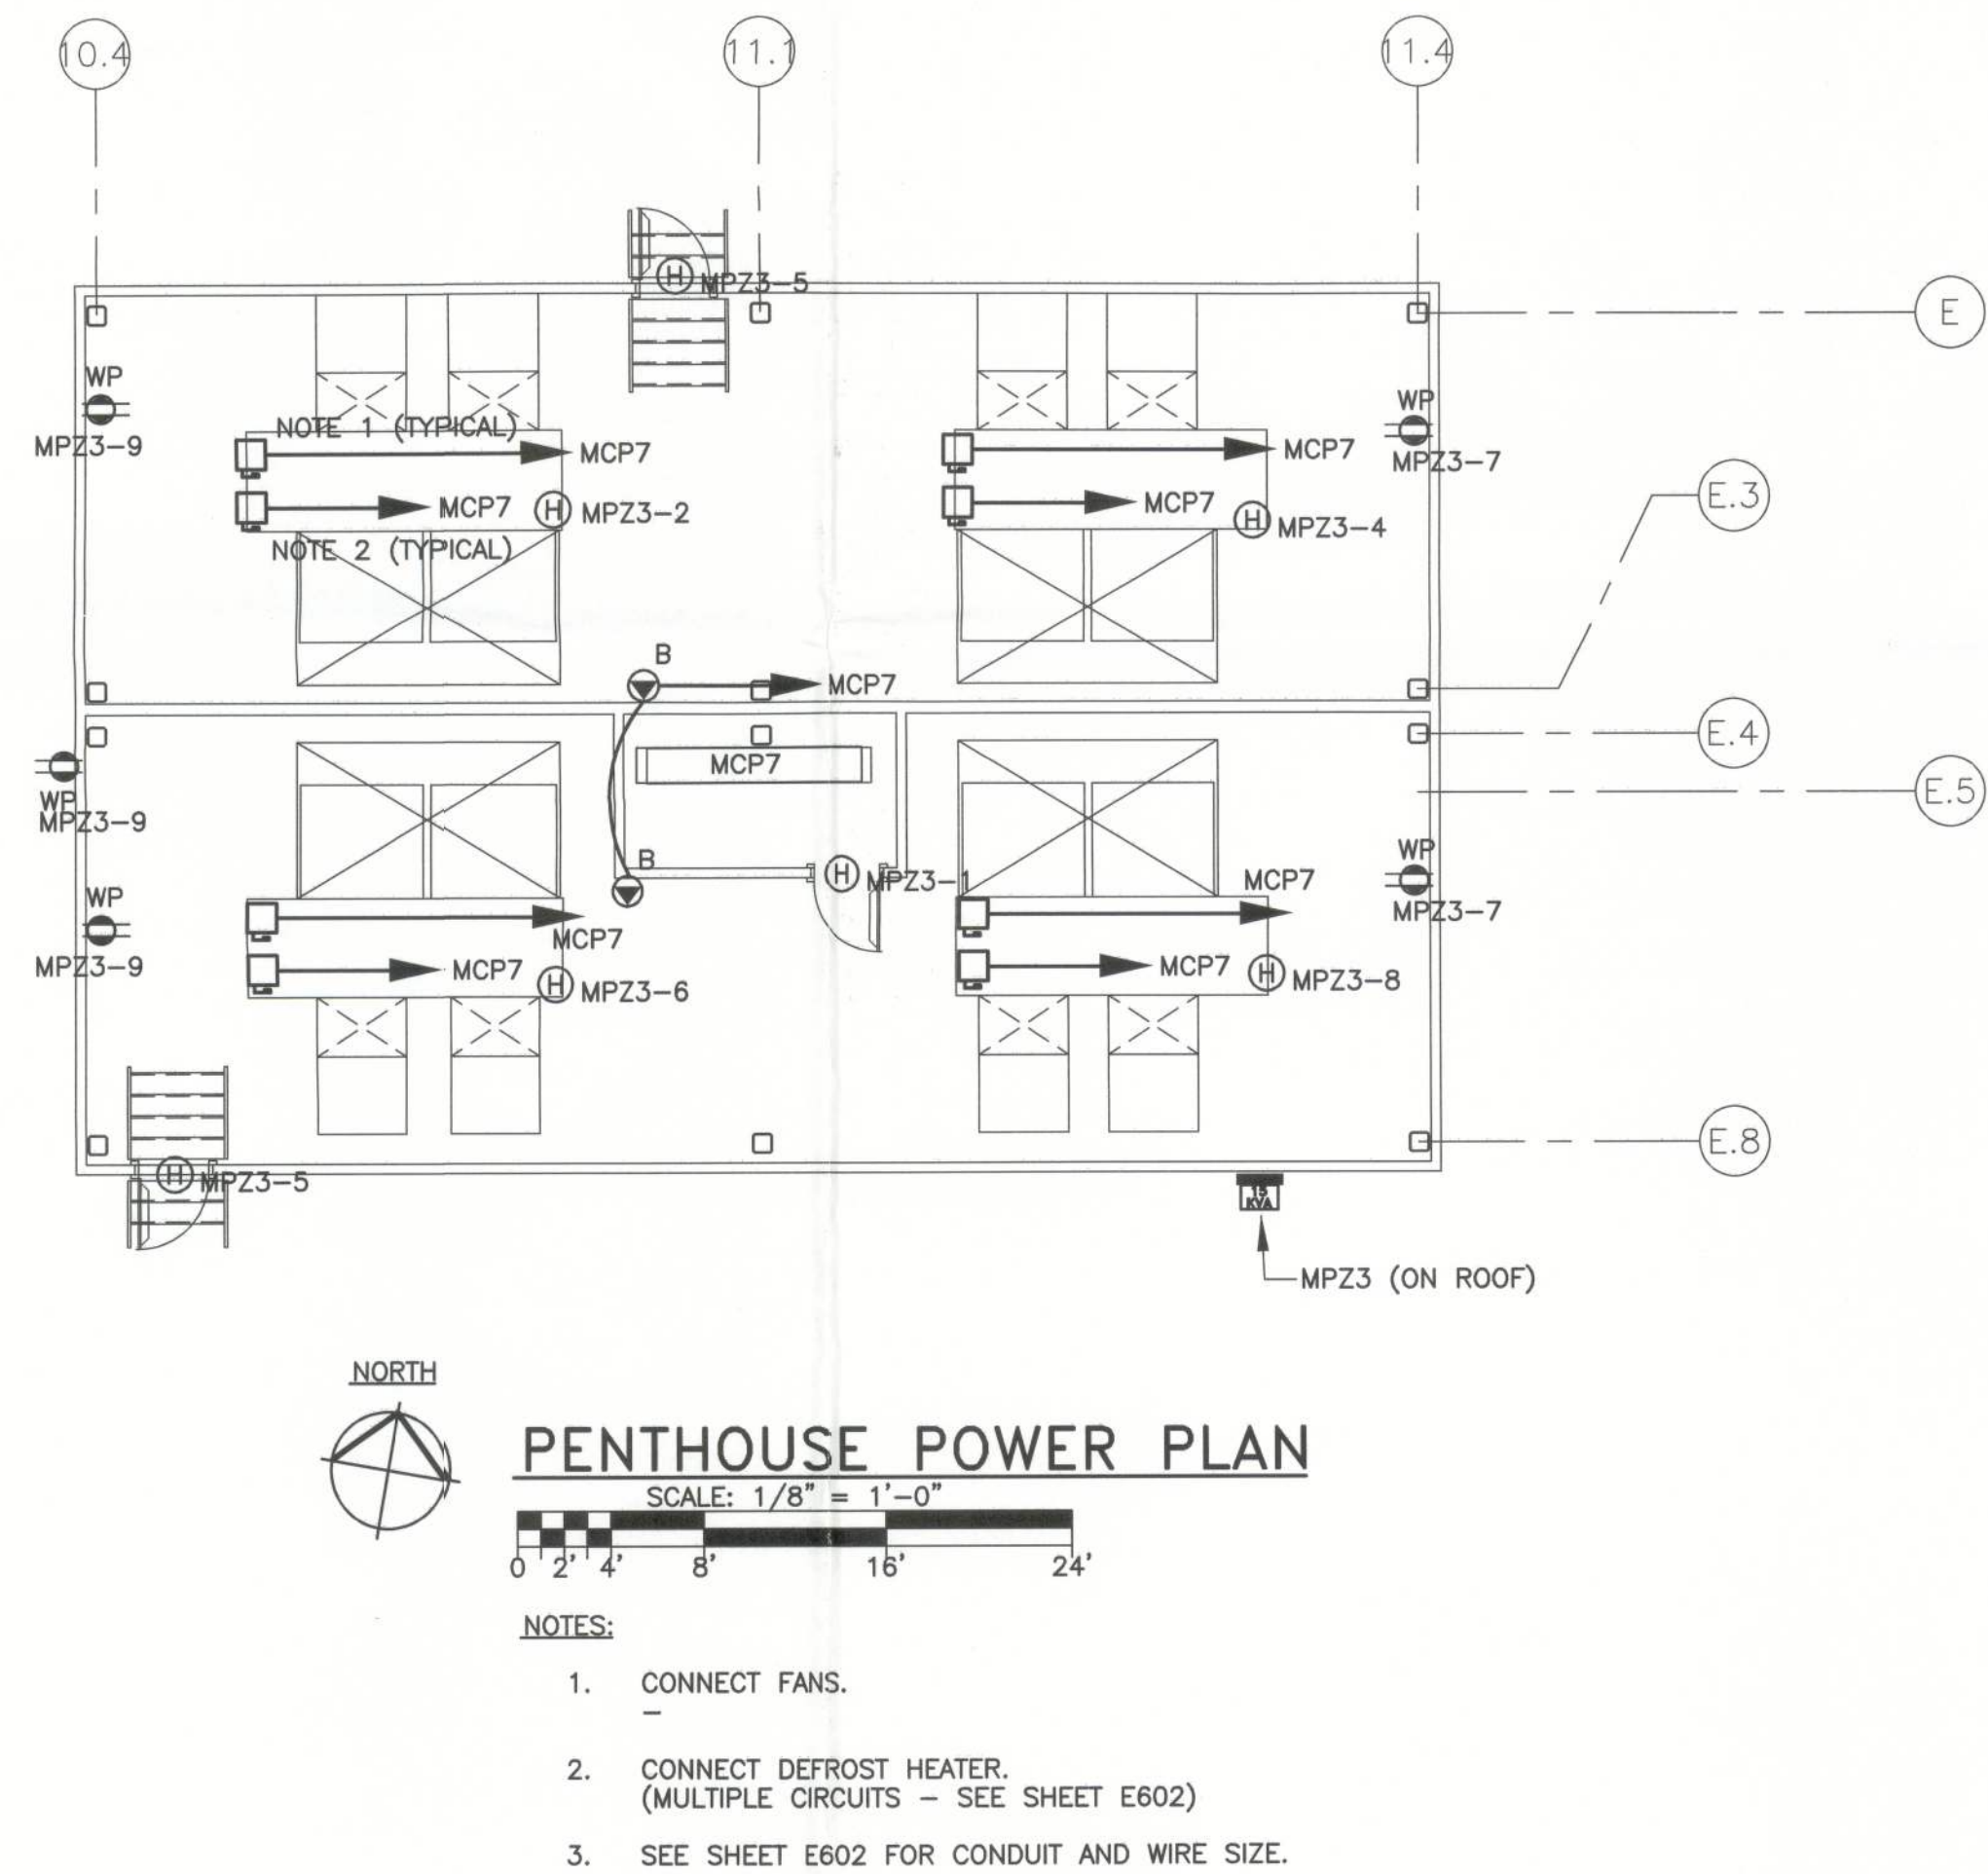 10.4
11.1
11.4
MPZ3-5
E
WP
MPZ3-9
NOTE 1 (TYPICAL)
MCP7
MCP7
H
MPZ3-2
NOTE 2 (TYPICAL)
H
MCP7
MCP7
H
MPZ3-4
WP
MPZ3-7
E.3
B
MCP7
MCP7
E.4
E.5
WP
MPZ3-9
B
H
MPZ3-1
MCP7
WP
MPZ3-7
WP
MPZ3-9
MCP7
MCP7
H
MPZ3-6
MCP7
H
MPZ3-8
E.8
H
MPZ3-5
15
KVA
MPZ3 (ON ROOF)
NORTH
PENTHOUSE POWER PLAN
SCALE: 1/8" = 1'-0"
0 2' 4' 8' 16' 24'
NOTES:
1. CONNECT FANS.
–
2. CONNECT DEFROST HEATER.
(MULTIPLE CIRCUITS – SEE SHEET E602)
3. SEE SHEET E602 FOR CONDUIT AND WIRE SIZE.